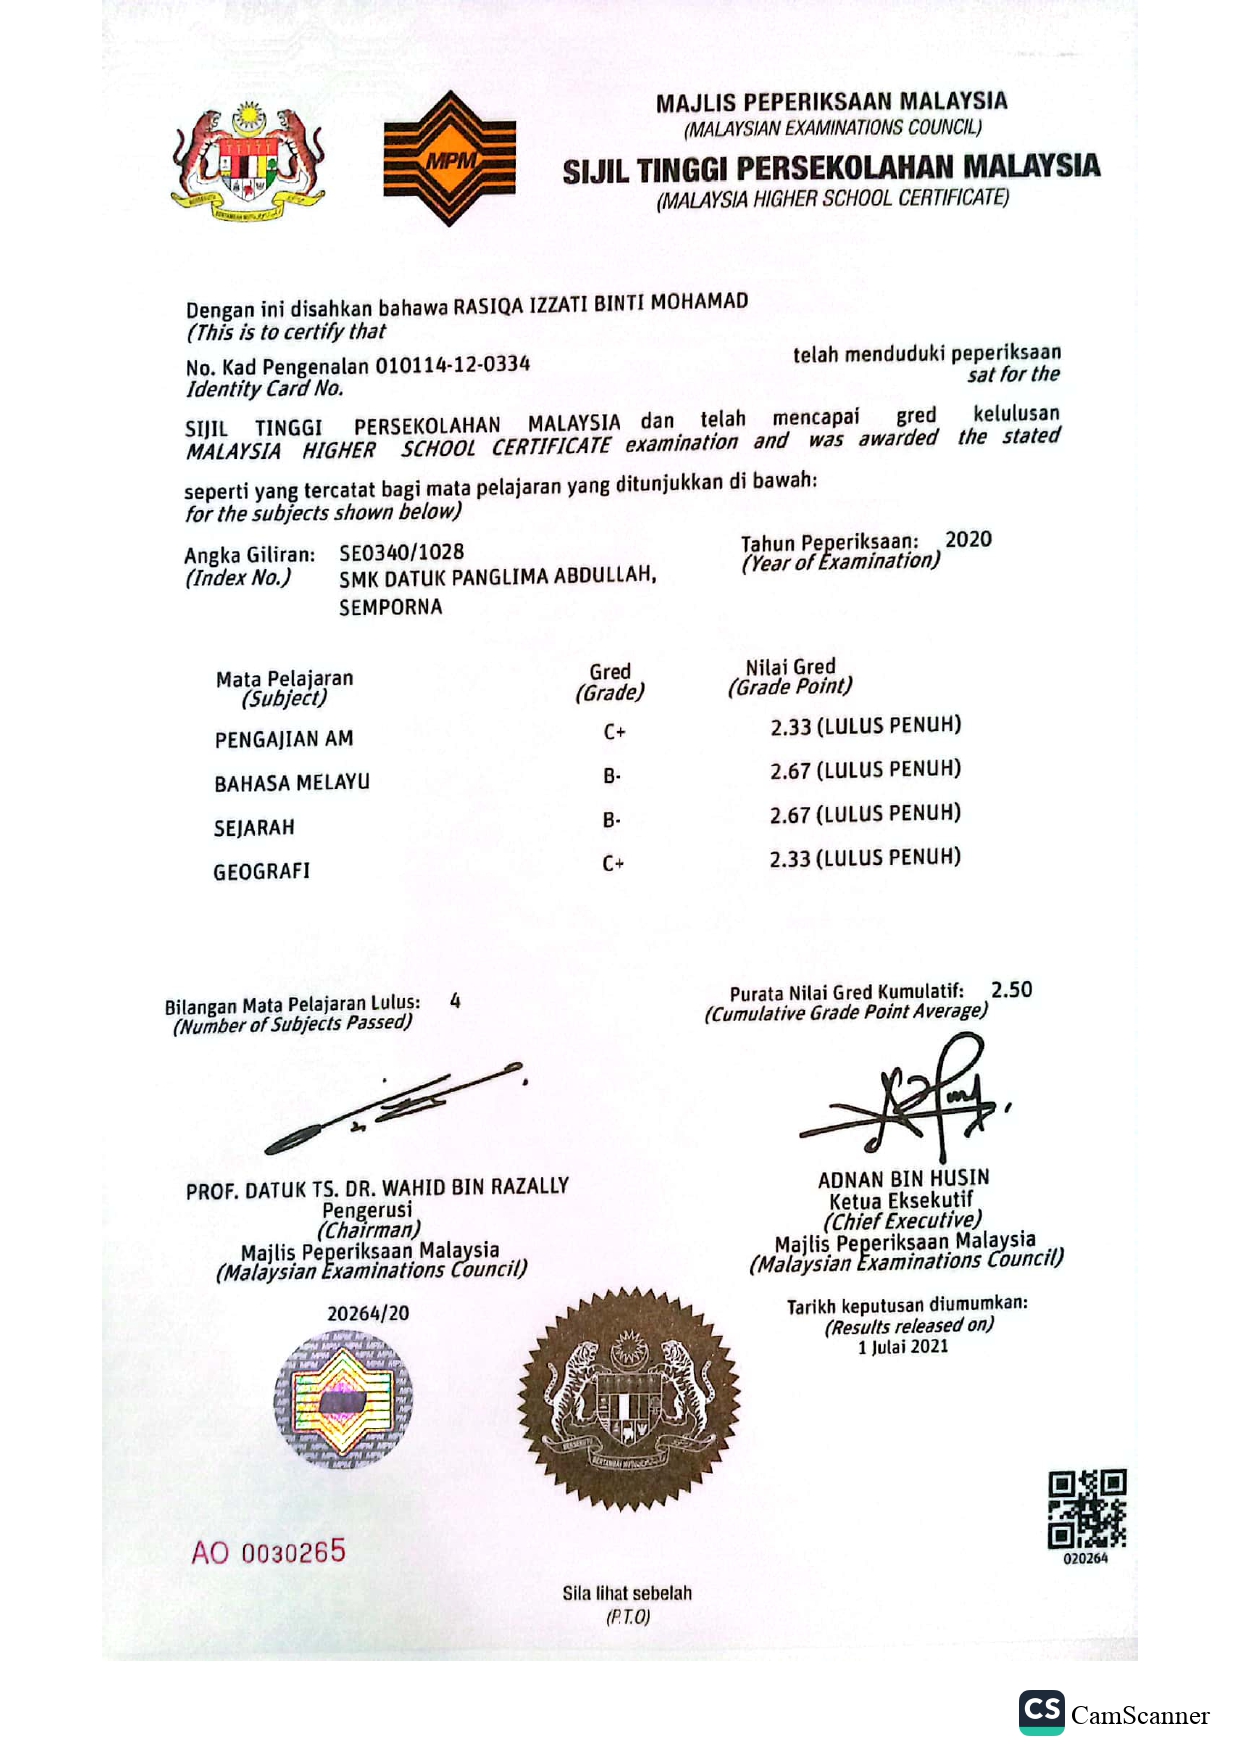 MAJLIS PEPERIKSAAN MALAYSIA
(MALAYSIAN EXAMINATIONS COUNCIL)
SIJIL TINGGI PERSEKOLAHAN MALAYSIA
(MALAYSIA HIGHER SCHOOL CERTIFICATE)
MPM
Dengan ini disahkan bahawa RASIQA IZZATI BINTI MOHAMAD
(This is to certify that
No. Kad Pengenalan 010114-12-0334 telah menduduki peperiksaan
Identity Card No. sat for the
SIJIL TINGGI PERSEKOLAHAN MALAYSIA dan telah mencapai gred kelulusan
MALAYSIA HIGHER SCHOOL CERTIFICATE examination and was awarded the stated
seperti yang tercatat bagi mata pelajaran yang ditunjukkan di bawah:
for the subjects shown below)
Angka Giliran: SE0340/1028 Tahun Peperiksaan: 2020
(Index No.) SMK DATUK PANGLIMA ABDULLAH, (Year of Examination)
SEMPORNA
Mata Pelajaran Gred Nilai Gred
(Subject) (Grade) (Grade Point)
PENGAJIAN AM C+ 2.33 (LULUS PENUH)
BAHASA MELAYU B- 2.67 (LULUS PENUH)
SEJARAH B- 2.67 (LULUS PENUH)
GEOGRAFI C+ 2.33 (LULUS PENUH)
Bilangan Mata Pelajaran Lulus: 4 Purata Nilai Gred Kumulatif: 2.50
(Number of Subjects Passed) (Cumulative Grade Point Average)
PROF. DATUK TS. DR. WAHID BIN RAZALLY
Pengerusi
(Chairman)
Majlis Peperiksaan Malaysia
(Malaysian Examinations Council)
ADNAN BIN HUSIN
Ketua Eksekutif
(Chief Executive)
Majlis Peperiksaan Malaysia
(Malaysian Examinations Council)
20264/20
Tarikh keputusan diumumkan:
(Results released on)
1 Julai 2021
AO 0030265
020264
Sila lihat sebelah
(P.T.O)
CS CamScanner